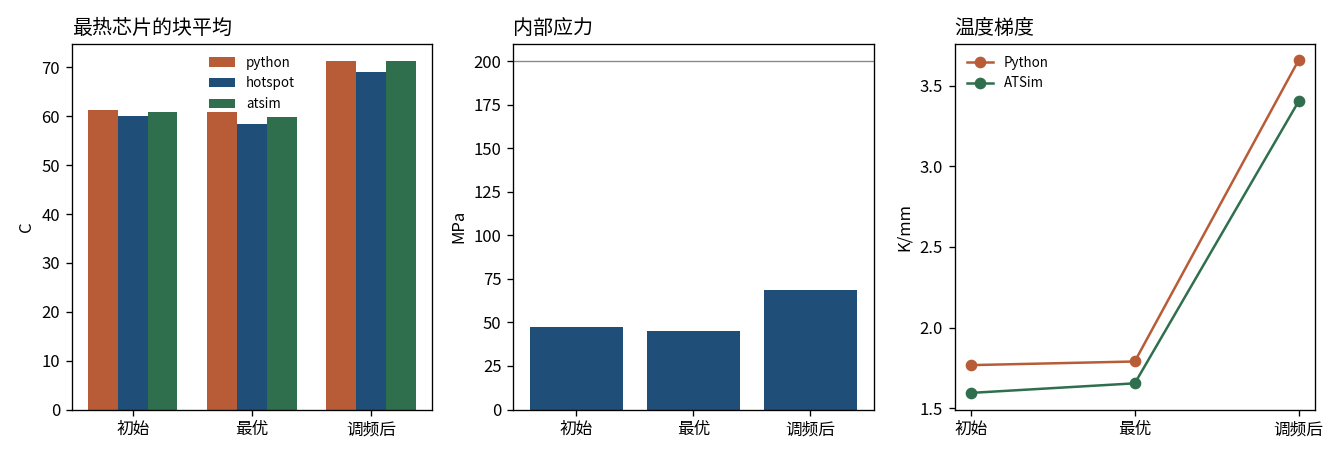 最热芯片的块平均
C
70
60
50
40
30
20
10
0
python
hotspot
atsim
初始
最优
调频后
内部应力
MPa
200
175
150
125
100
75
50
25
0
初始
最优
调频后
温度梯度
K/mm
3.5
3.0
2.5
2.0
1.5
Python
ATSim
初始
最优
调频后